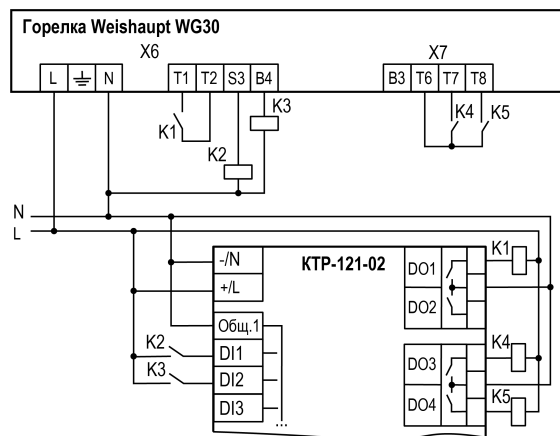 Горелка Weishaupt WG30
X6 X7
L N T1 T2 S3 B4 B3 T6 T7 T8
K1 K2 K3 K4 K5
N
L
КТР-121-02
-/N
+/L
Общ.1
DI1
DI2
DI3
...
K2
K3
DO1
DO2
DO3
DO4
K1
K4
K5